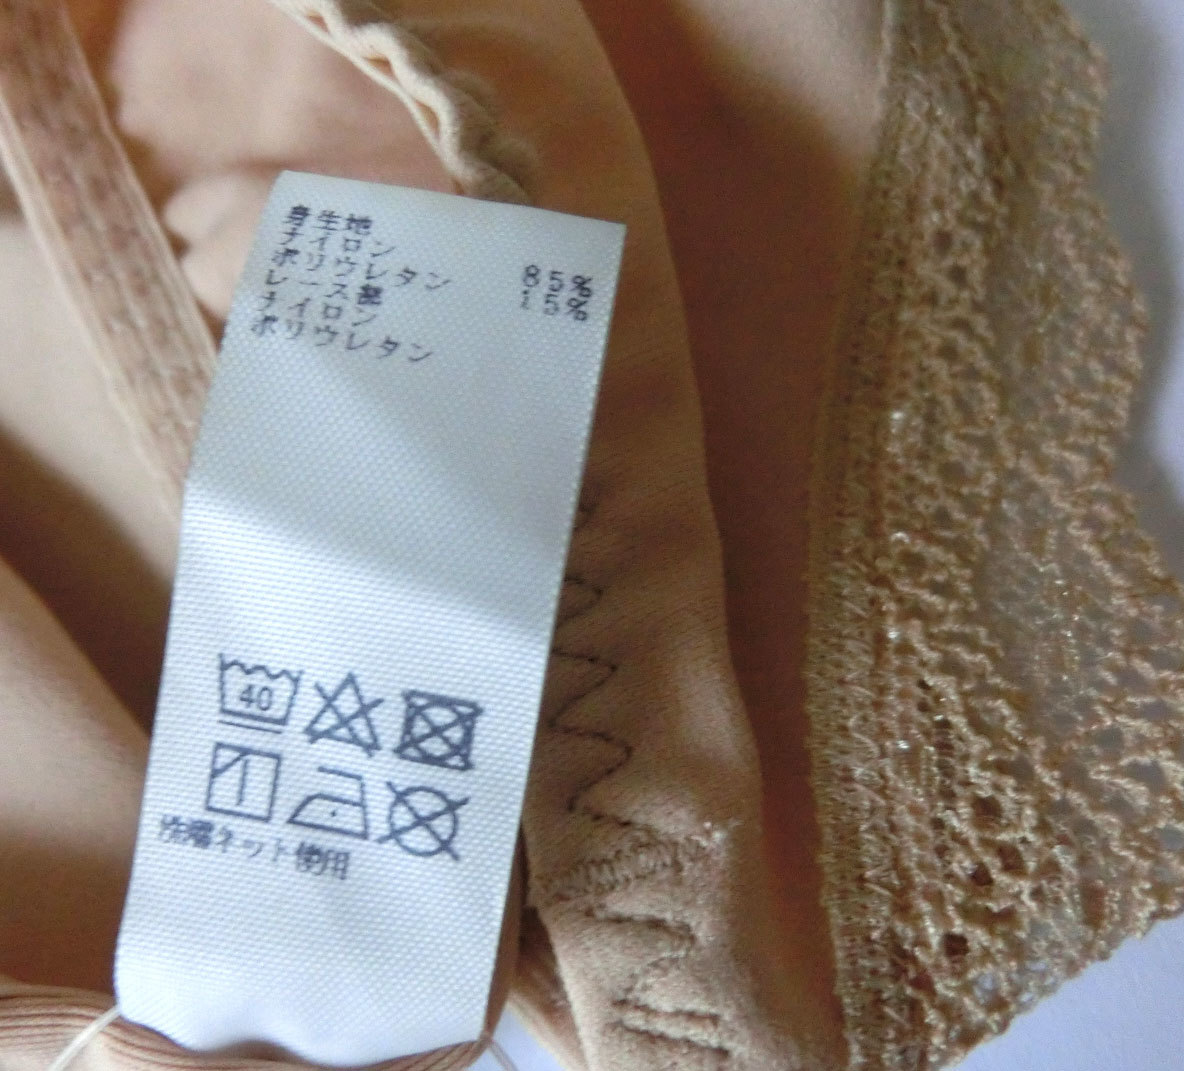 身生地
ナイロン 85%
ポリウレタン 15%
レース部
ナイロン
ポリウレタン
40
洗濯ネット使用